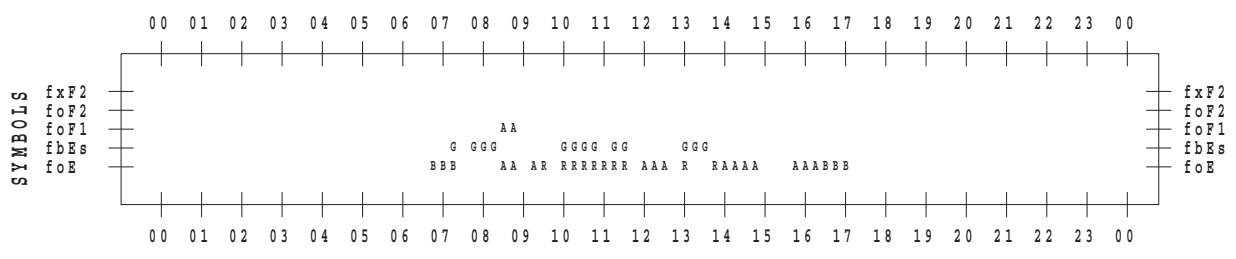 00 01 02 03 04 05 06 07 08 09 10 11 12 13 14 15 16 17 18 19 20 21 22 23 00
SYMBOLS
fxF2 fxF2
foF2 foF2
foF1 AA foF1
fbEs G GGG GGGG GG GGG fbEs
foE BBB AA AR RRRRRRR AAA R RAAAA AAABBB foE
00 01 02 03 04 05 06 07 08 09 10 11 12 13 14 15 16 17 18 19 20 21 22 23 00